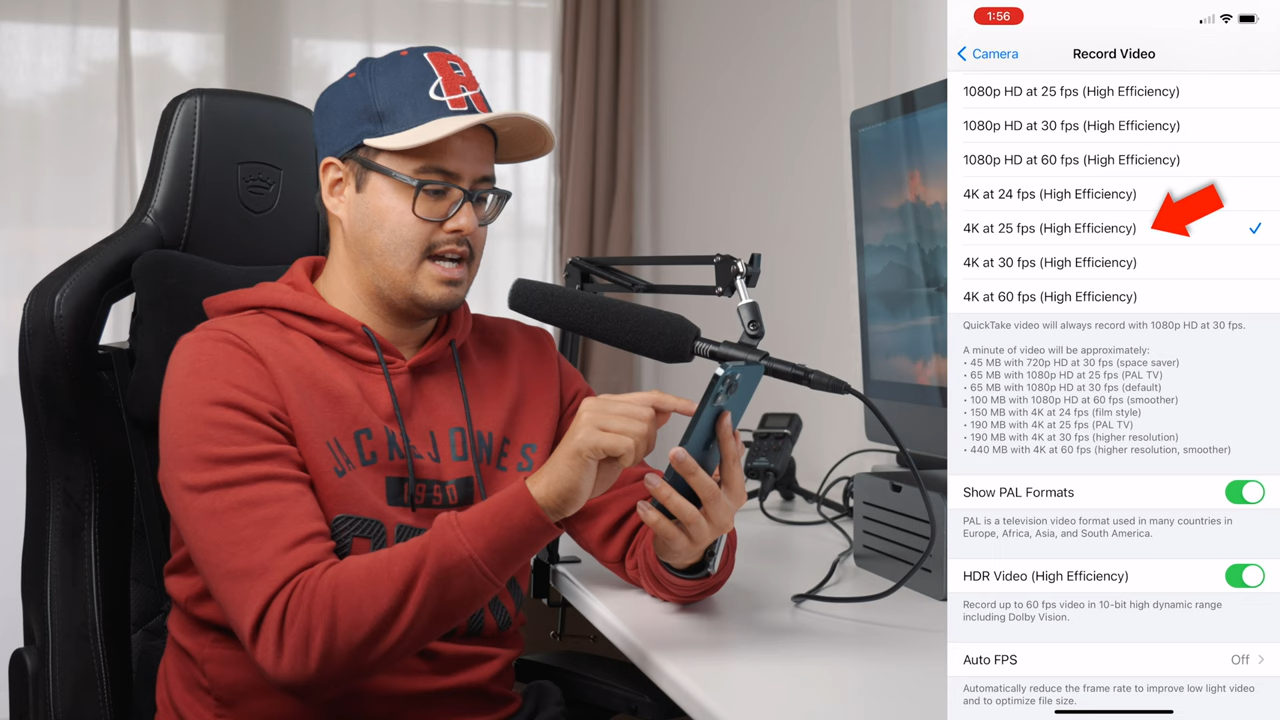 R
JACK & JONES
1990
1:56
Camera
Record Video
1080p HD at 25 fps (High Efficiency)
1080p HD at 30 fps (High Efficiency)
1080p HD at 60 fps (High Efficiency)
4K at 24 fps (High Efficiency)
4K at 25 fps (High Efficiency)
4K at 30 fps (High Efficiency)
4K at 60 fps (High Efficiency)
QuickTake video will always record with 1080p HD at 30 fps.
A minute of video will be approximately:
• 45 MB with 720p HD at 30 fps (space saver)
• 65 MB with 1080p HD at 25 fps (PAL TV)
• 65 MB with 1080p HD at 30 fps (default)
• 100 MB with 1080p HD at 60 fps (smoother)
• 150 MB with 4K at 24 fps (film style)
• 190 MB with 4K at 25 fps (PAL TV)
• 190 MB with 4K at 30 fps (higher resolution)
• 440 MB with 4K at 60 fps (higher resolution, smoother)
Show PAL Formats
PAL is a television video format used in many countries in
Europe, Africa, Asia, and South America.
HDR Video (High Efficiency)
Record up to 60 fps video in 10-bit high dynamic range
including Dolby Vision.
Auto FPS
Off
Automatically reduce the frame rate to improve low light video
and to optimize file size.